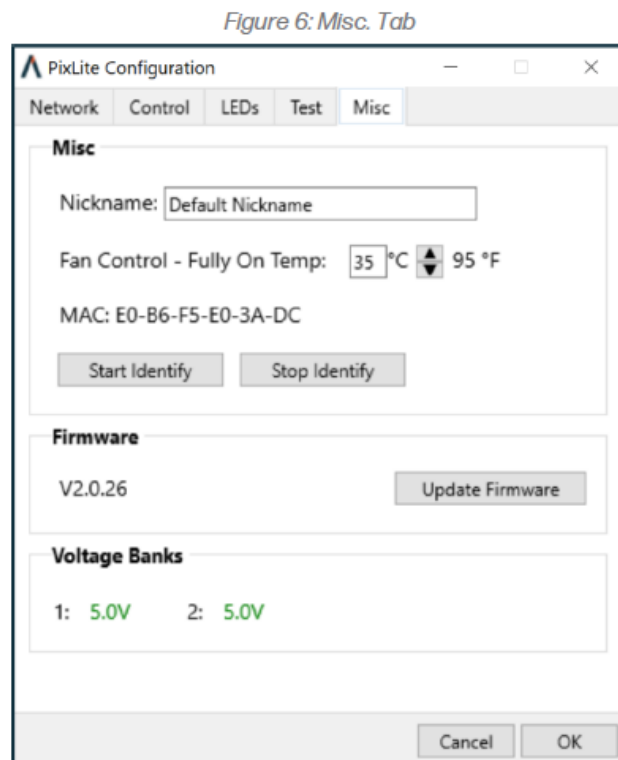 Figure 6: Misc. Tab
PixLite Configuration
Network Control LEDs Test Misc
Misc
Nickname: Default Nickname
Fan Control - Fully On Temp: 35 °C 95 °F
MAC: E0-B6-F5-E0-3A-DC
Start Identify Stop Identify
Firmware
V2.0.26 Update Firmware
Voltage Banks
1: 5.0V 2: 5.0V
Cancel OK